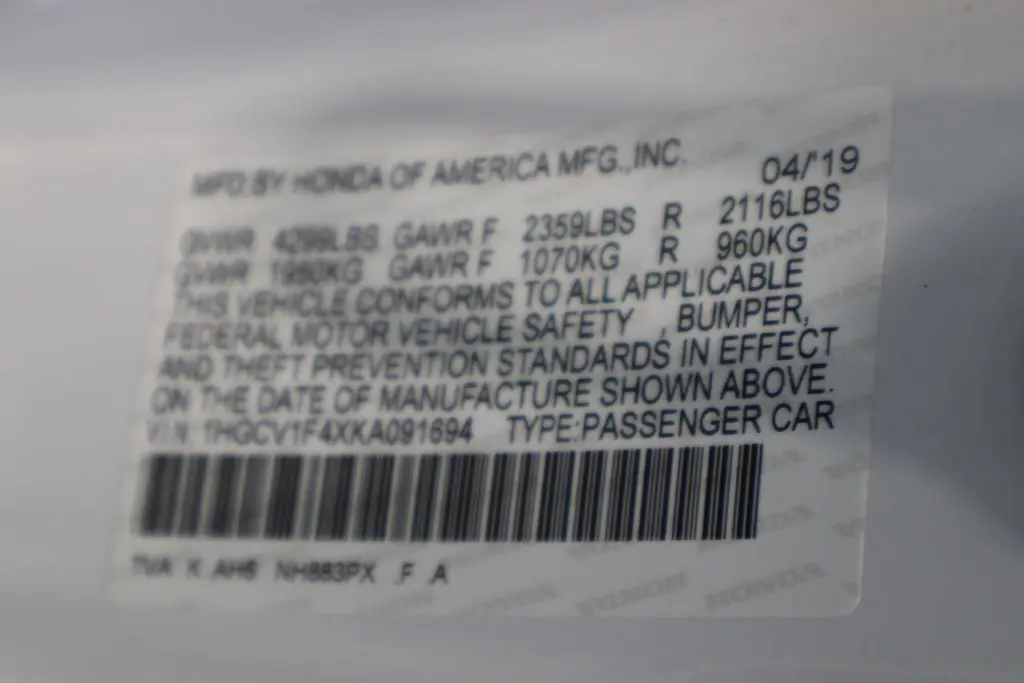 MFD.BY HONDA OF AMERICA MFG.,INC. 04/'19
GVWR 4299LBS GAWR F 2359LBS R 2116LBS
GVWR 1950KG GAWR F 1070KG R 960KG
THIS VEHICLE CONFORMS TO ALL APPLICABLE
FEDERAL MOTOR VEHICLE SAFETY , BUMPER,
AND THEFT PREVENTION STANDARDS IN EFFECT
ON THE DATE OF MANUFACTURE SHOWN ABOVE.
V.I.N. 1HGCV1F4XKA091694 TYPE:PASSENGER CAR
TVA K AH6 NH883PX F A